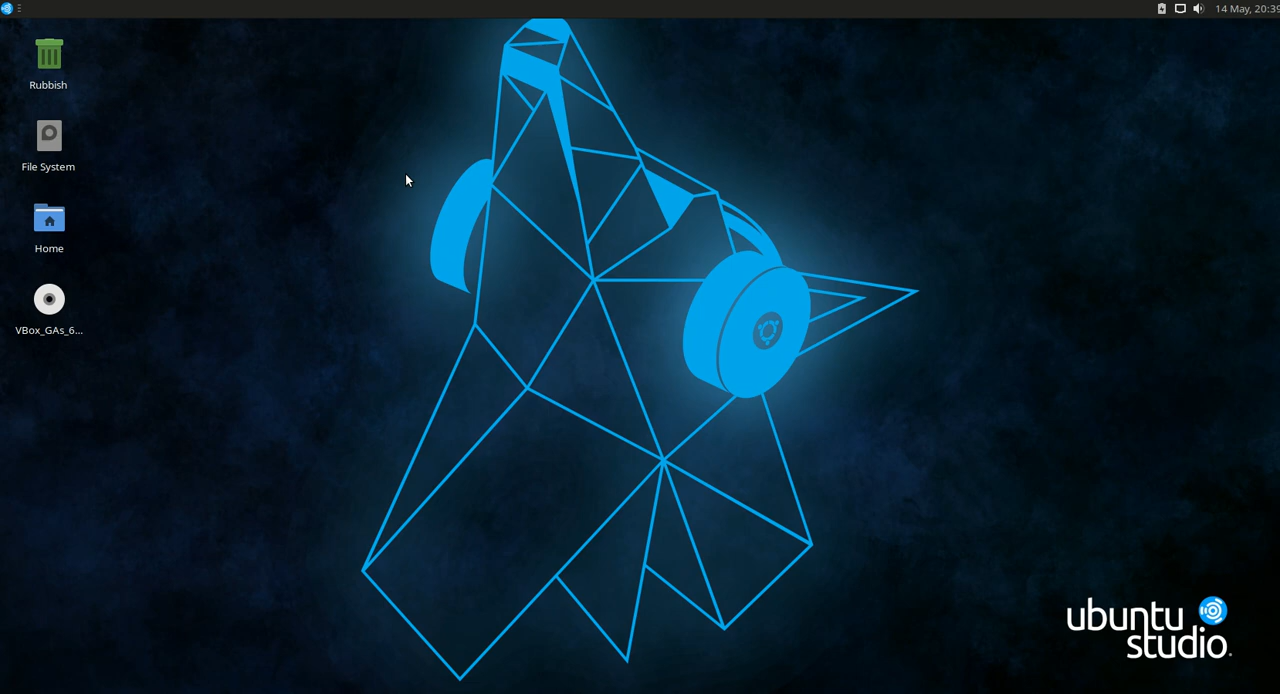 14 May, 20:39
Rubbish
File System
Home
VBox_GAs_6...
ubuntu
studio.